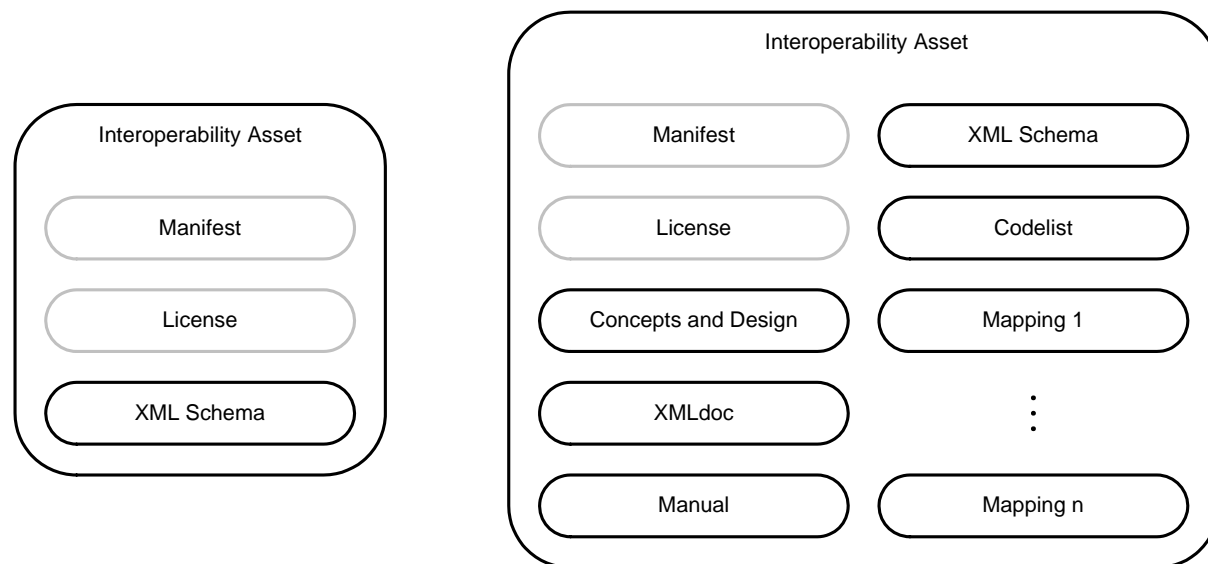 Interoperability Asset
Manifest
License
XML Schema
Interoperability Asset
Manifest
XML Schema
License
Codelist
Concepts and Design
Mapping 1
XMLdoc
Manual
Mapping n